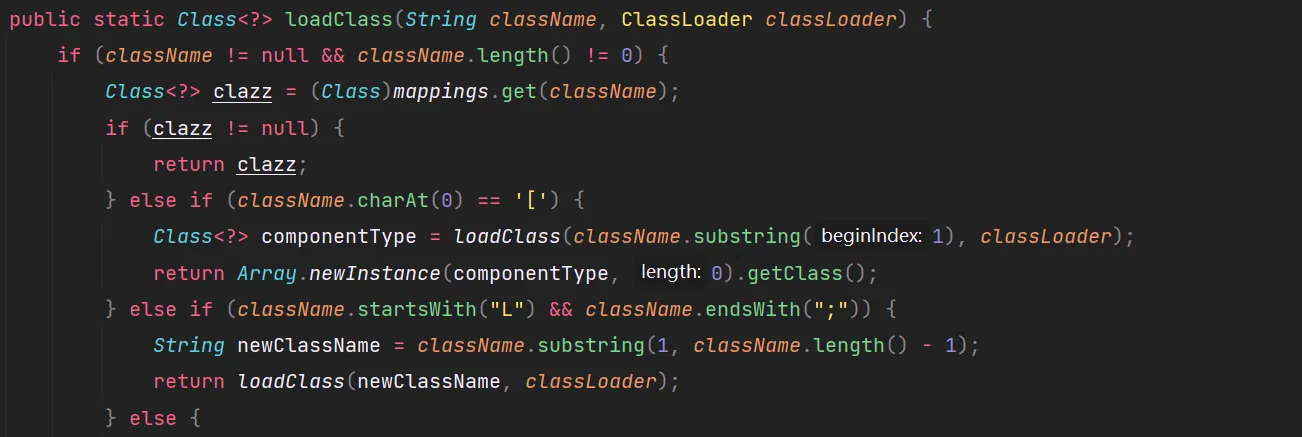 public static Class<?> loadClass(String className, ClassLoader classLoader) {
if (className != null && className.length() != 0) {
Class<?> clazz = (Class)mappings.get(className);
if (clazz != null) {
return clazz;
} else if (className.charAt(0) == '[') {
Class<?> componentType = loadClass(className.substring( beginIndex: 1), classLoader);
return Array.newInstance(componentType, length: 0).getClass();
} else if (className.startsWith("L") && className.endsWith(";")) {
String newClassName = className.substring(1, className.length() - 1);
return loadClass(newClassName, classLoader);
} else {